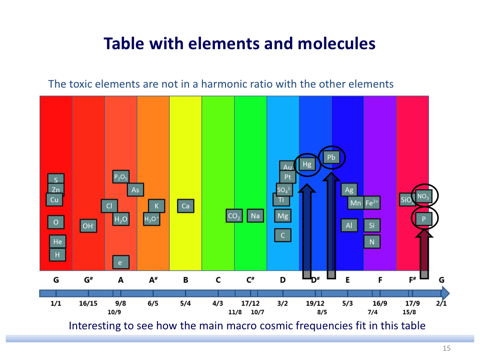 Table with elements and molecules
The toxic elements are not in a harmonic ratio with the other elements
Pb
Hg
Au
Pt
P₂O₅
S
Zn
As
SO₄²
Ag
NO₃
Cu
Cl
K
Ca
Ti
Mn
Fe²⁺
SiO
O
OH
H₂O
H₃O⁺
CO₂
Na
Mg
Al
Si
P
He
C
N
H
e⁻
G G# A A# B C C# D D# E F F# G
1/1 16/15 9/8 6/5 5/4 4/3 17/12 3/2 19/12 5/3 16/9 17/9 2/1
10/9 11/8 10/7 8/5 7/4 15/8
Interesting to see how the main macro cosmic frequencies fit in this table
15